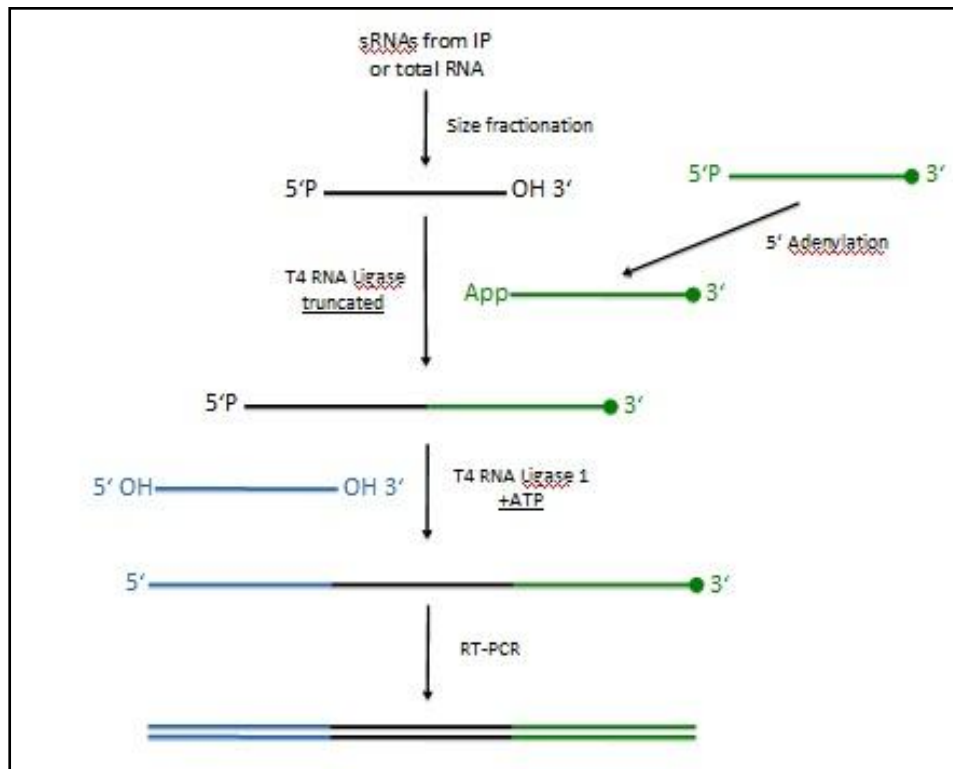 sRNAs from IP
or total RNA
Size fractionation
5‘P OH 3‘
5‘P 3‘
5‘ Adenylation
T4 RNA Ligase
truncated
App 3‘
5‘P 3‘
5‘ OH OH 3‘
T4 RNA Ligase 1
+ATP
5‘ 3‘
RT-PCR